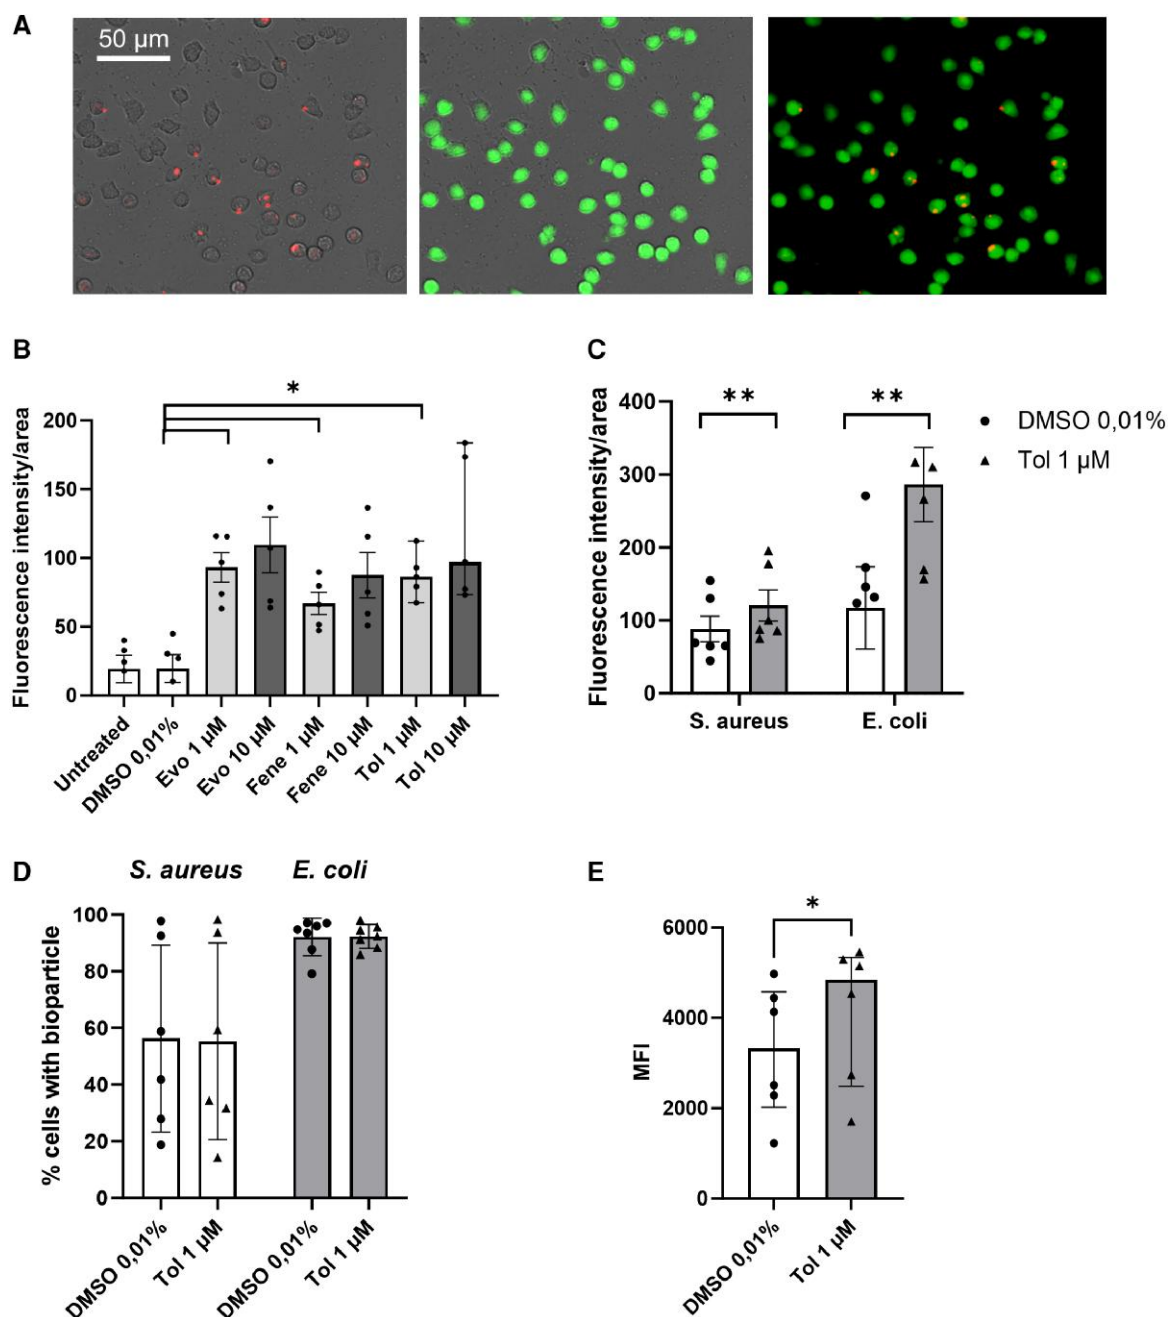 A
50 µm
B
*
Fluorescence intensity/area
200
150
100
50
0
Untreated
DMSO 0,01%
Evo 1 µM
Evo 10 µM
Fene 1 µM
Fene 10 µM
Tol 1 µM
Tol 10 µM
C
** **
Fluorescence intensity/area
400
300
200
100
0
S. aureus E. coli
DMSO 0,01%
Tol 1 µM
D
S. aureus E. coli
% cells with bioparticle
100
80
60
40
20
0
DMSO 0,01%
Tol 1 µM
DMSO 0,01%
Tol 1 µM
E
*
MFI
6000
4000
2000
0
DMSO 0,01%
Tol 1 µM